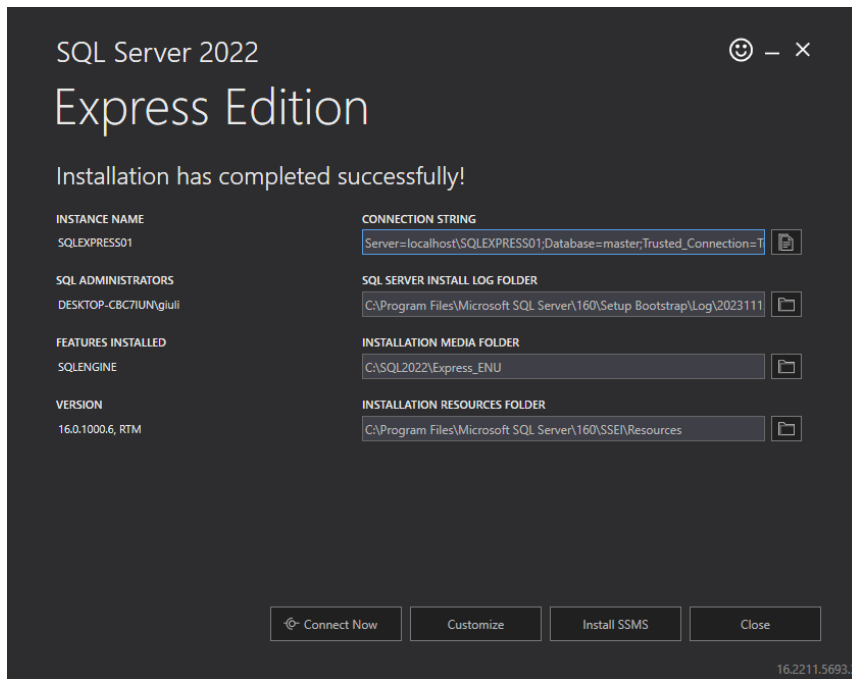 SQL Server 2022
Express Edition
Installation has completed successfully!
INSTANCE NAME
SQLEXPRESS01
CONNECTION STRING
Server=localhost\SQLEXPRESS01;Database=master;Trusted_Connection=T
SQL ADMINISTRATORS
DESKTOP-CBC7IUN\giuli
SQL SERVER INSTALL LOG FOLDER
C:\Program Files\Microsoft SQL Server\160\Setup Bootstrap\Log\2023111
FEATURES INSTALLED
SQLENGINE
INSTALLATION MEDIA FOLDER
C:\SQL2022\Express_ENU
VERSION
16.0.1000.6, RTM
INSTALLATION RESOURCES FOLDER
C:\Program Files\Microsoft SQL Server\160\SSEI\Resources
Connect Now
Customize
Install SSMS
Close
16.2211.5693.